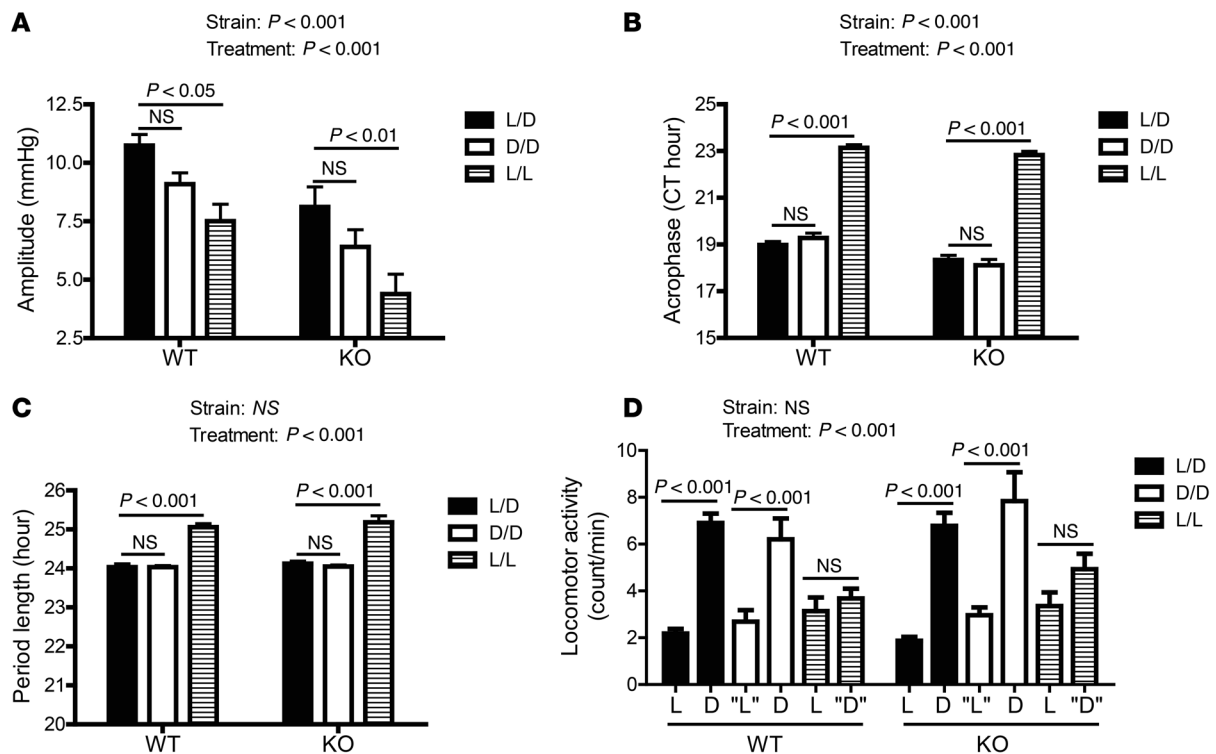 A
Strain: P < 0.001
Treatment: P < 0.001
P < 0.05
NS
P < 0.01
NS
12.5
10.0
7.5
5.0
2.5
Amplitude (mmHg)
WT
KO
L/D
D/D
L/L
B
Strain: P < 0.001
Treatment: P < 0.001
P < 0.001
NS
P < 0.001
NS
25
23
21
19
17
15
Acrophase (CT hour)
WT
KO
L/D
D/D
L/L
C
Strain: NS
Treatment: P < 0.001
P < 0.001
NS
P < 0.001
NS
26
25
24
23
22
21
20
Period length (hour)
WT
KO
L/D
D/D
L/L
D
Strain: NS
Treatment: P < 0.001
P < 0.001
P < 0.001
NS
P < 0.001
P < 0.001
NS
10
8
6
4
2
0
Locomotor activity
(count/min)
L D "L" D L "D" L D "L" D L "D"
WT
KO
L/D
D/D
L/L